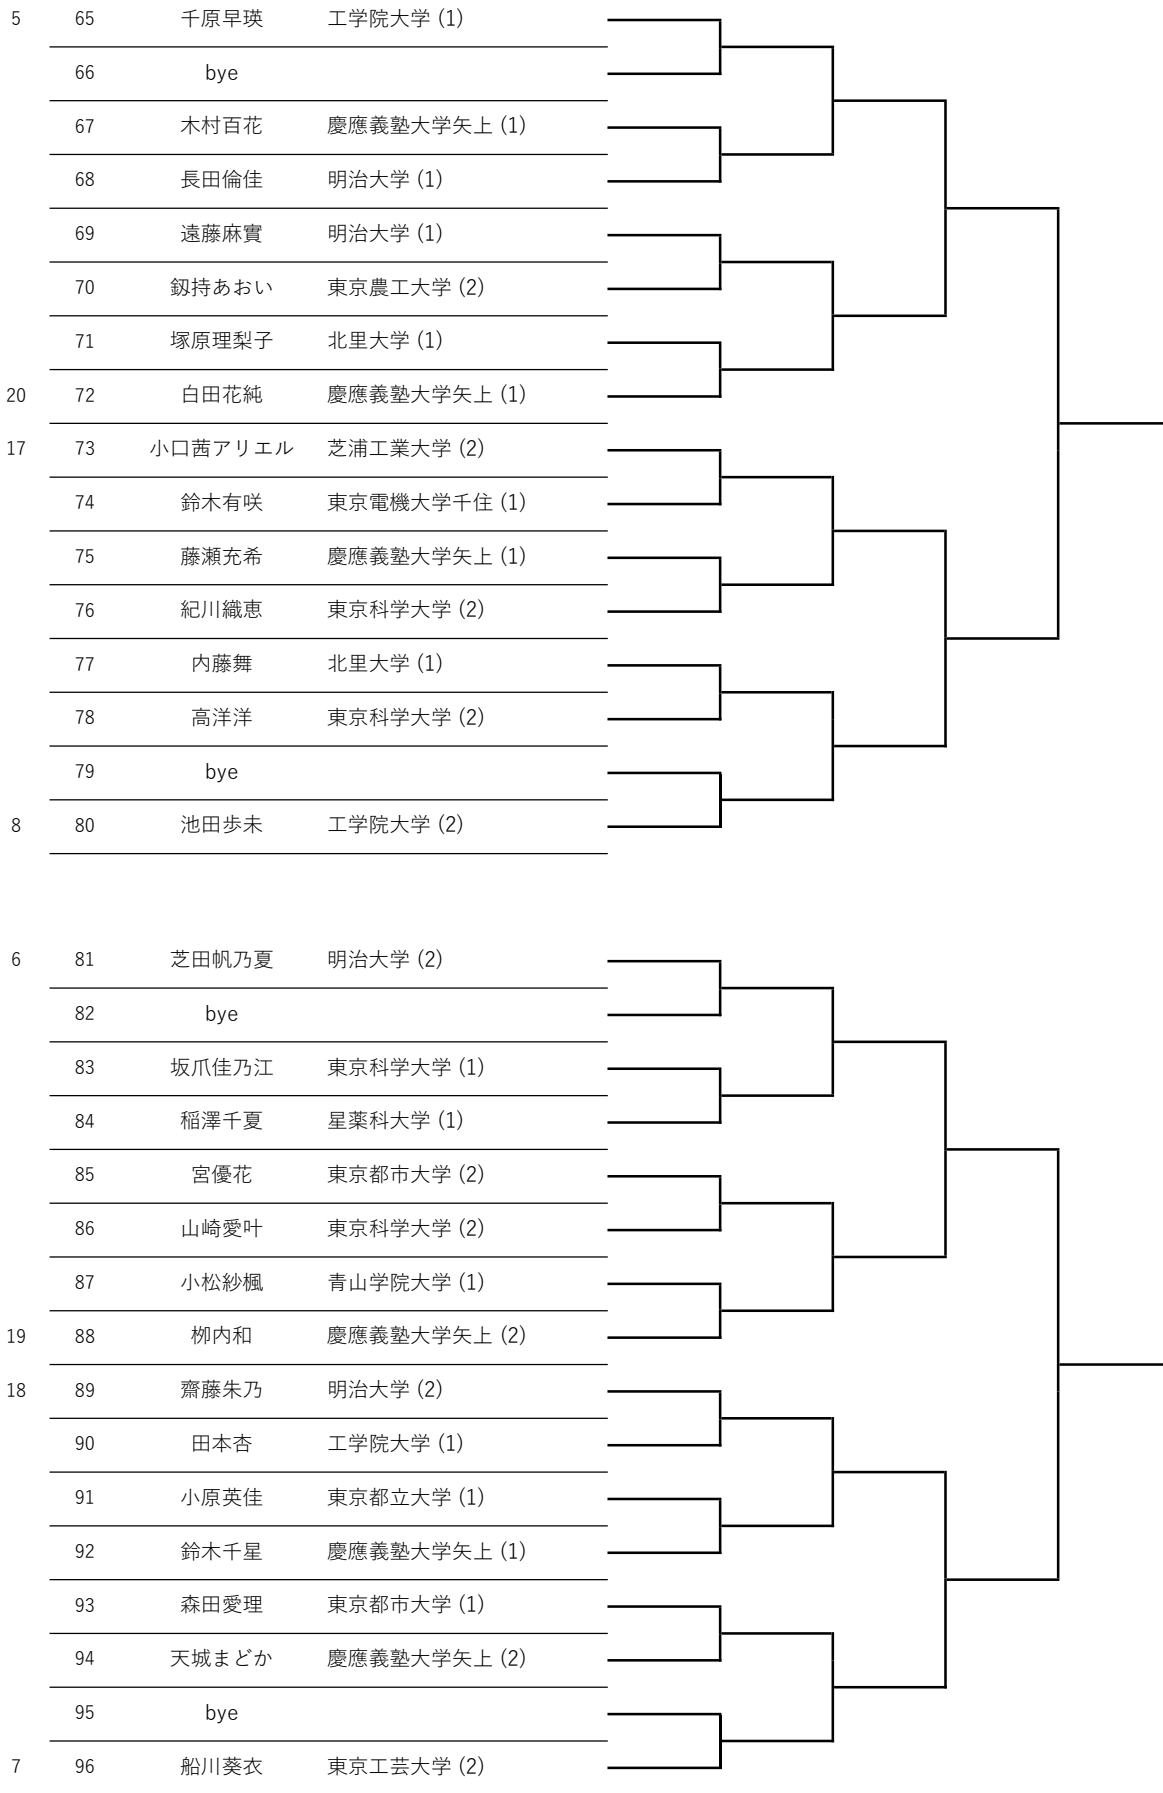 5 65 千原早瑛 工学院大学 (1)
66 bye
67 木村百花 慶應義塾大学矢上 (1)
68 長田倫佳 明治大学 (1)
69 遠藤麻實 明治大学 (1)
70 釼持あおい 東京農工大学 (2)
71 塚原理梨子 北里大学 (1)
20 72 白田花純 慶應義塾大学矢上 (1)
17 73 小口茜アリエル 芝浦工業大学 (2)
74 鈴木有咲 東京電機大学千住 (1)
75 藤瀬充希 慶應義塾大学矢上 (1)
76 紀川織恵 東京科学大学 (2)
77 内藤舞 北里大学 (1)
78 高洋洋 東京科学大学 (2)
79 bye
8 80 池田歩未 工学院大学 (2)
6 81 芝田帆乃夏 明治大学 (2)
82 bye
83 坂爪佳乃江 東京科学大学 (1)
84 稲澤千夏 星薬科大学 (1)
85 宮優花 東京都市大学 (2)
86 山崎愛叶 東京科学大学 (2)
87 小松紗楓 青山学院大学 (1)
19 88 栁内和 慶應義塾大学矢上 (2)
18 89 齋藤朱乃 明治大学 (2)
90 田本杏 工学院大学 (1)
91 小原英佳 東京都立大学 (1)
92 鈴木千星 慶應義塾大学矢上 (1)
93 森田愛理 東京都市大学 (1)
94 天城まどか 慶應義塾大学矢上 (2)
95 bye
7 96 船川葵衣 東京工芸大学 (2)